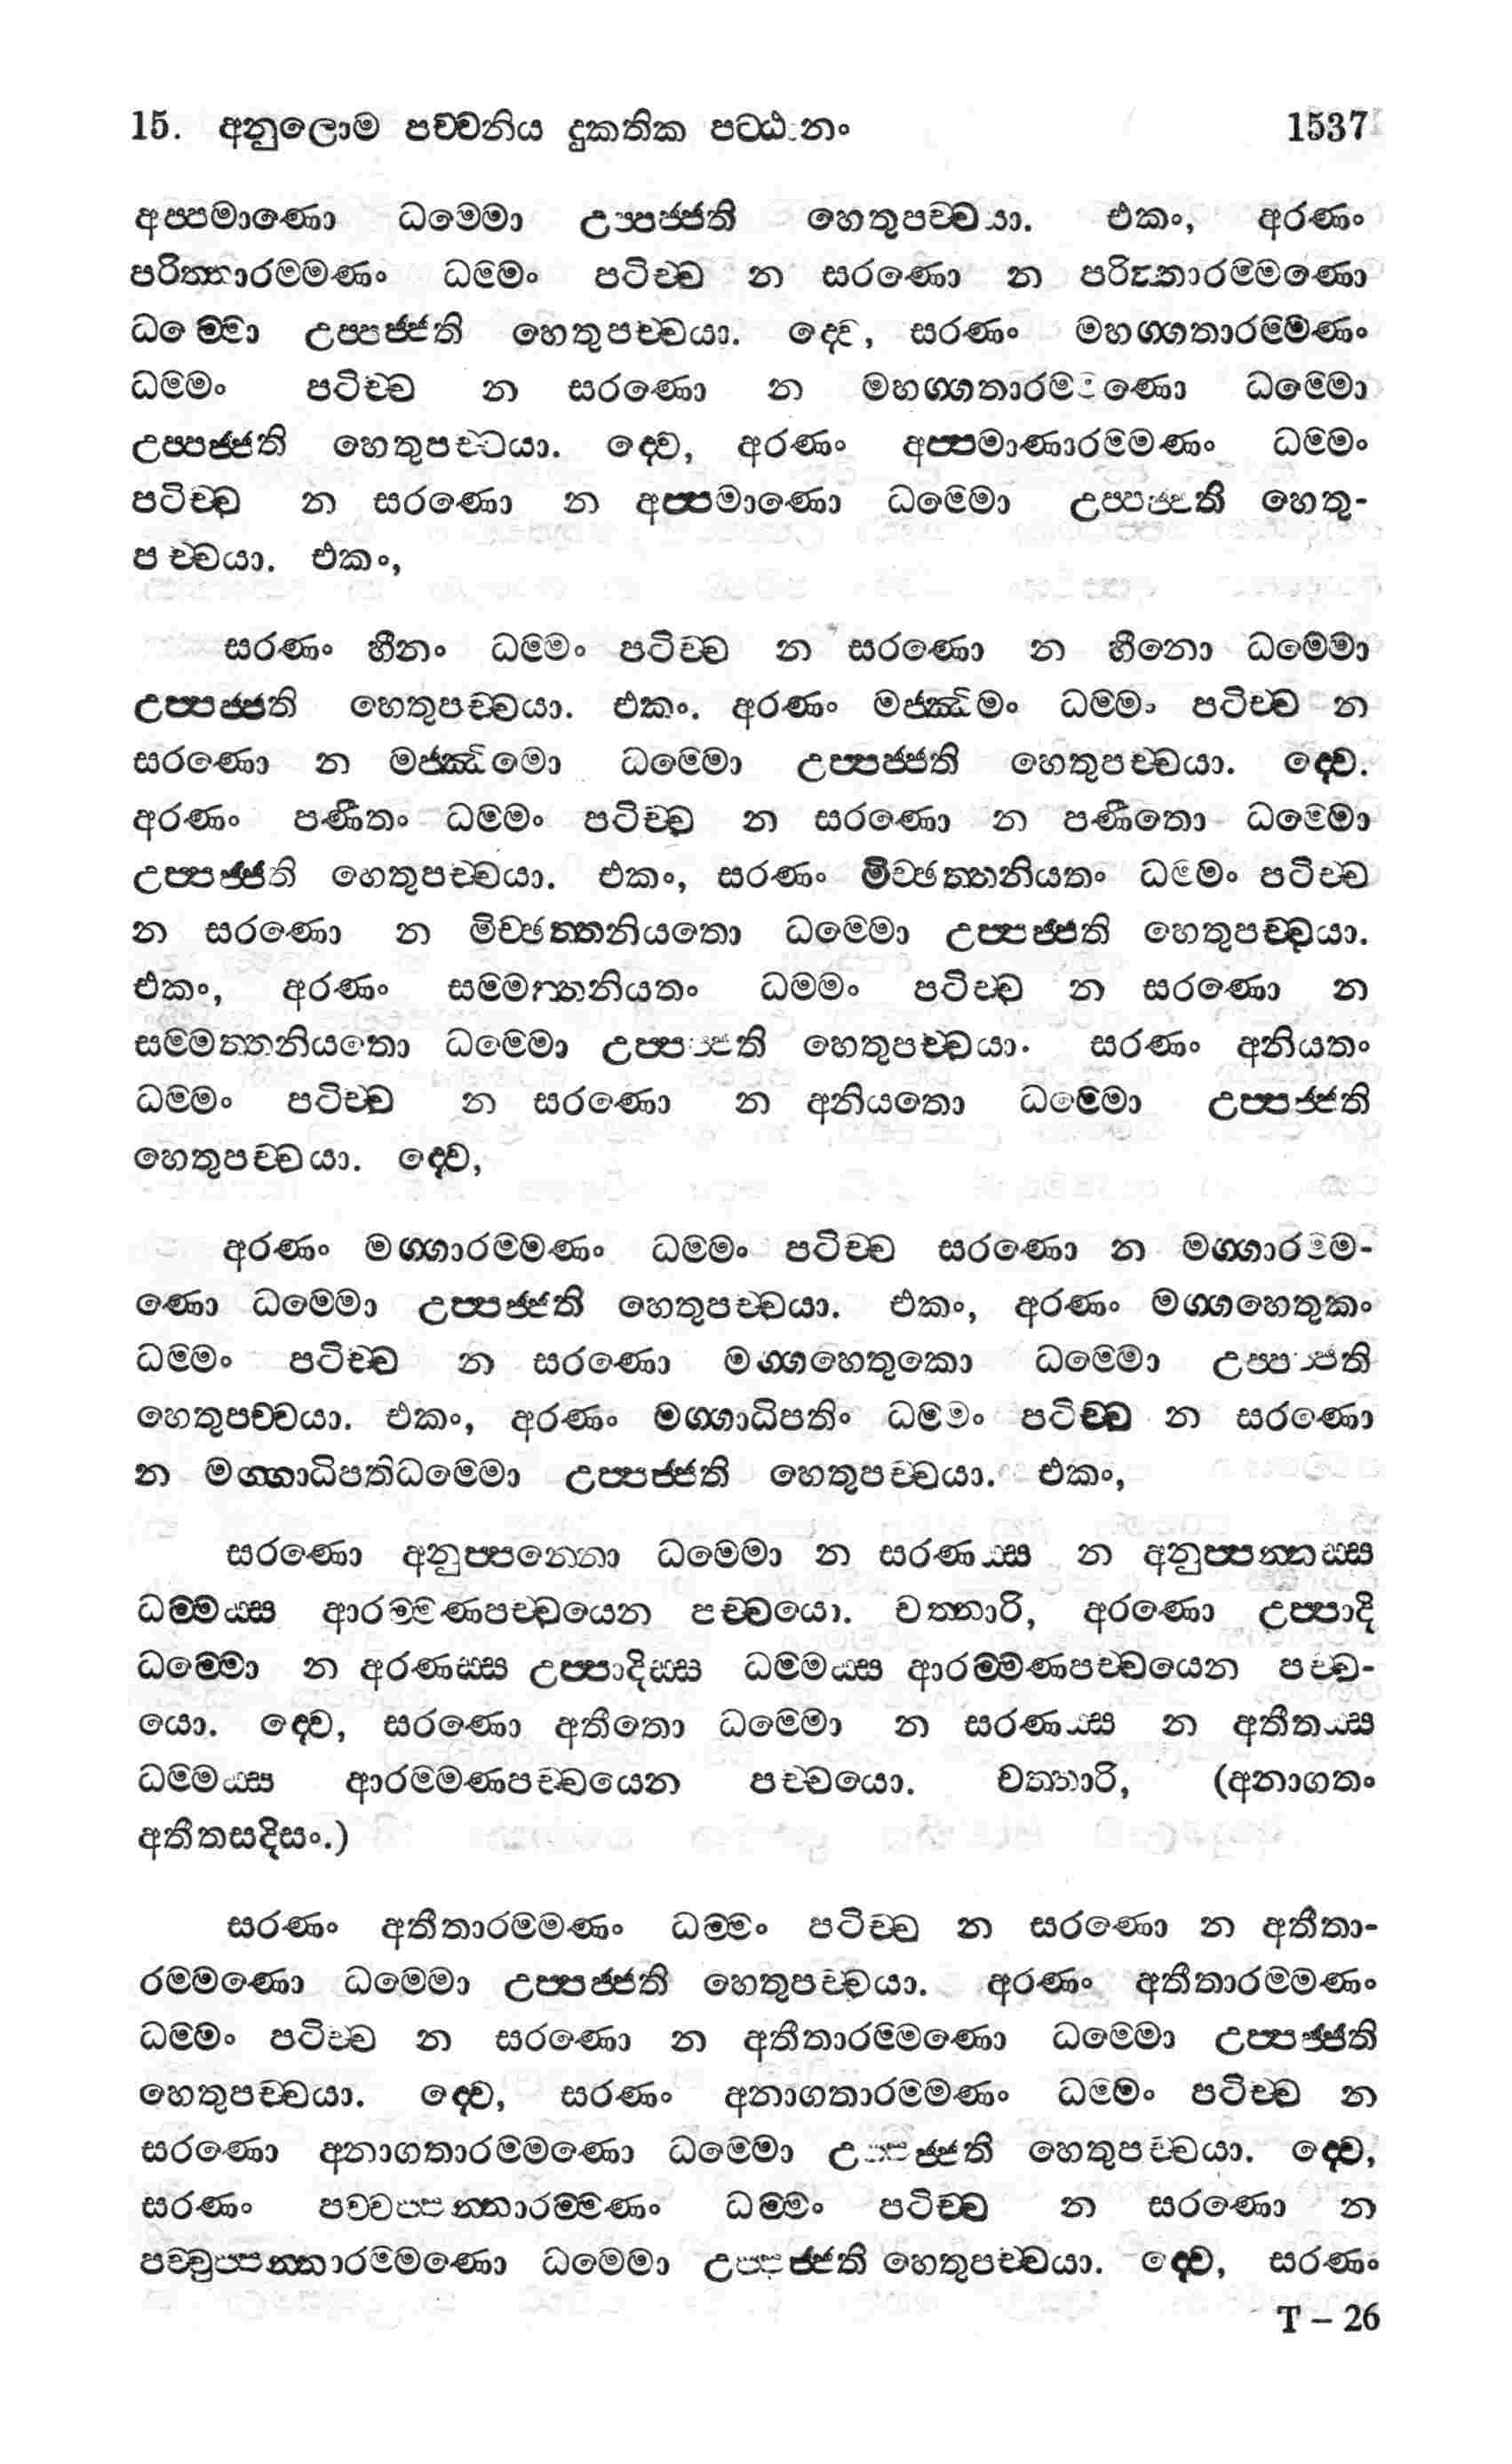 15. අනුලොම පච්චනිය දුකතික පට්ඨානං 1537
අප්පමාණො ධම්මො උප්පජ්ජති හෙතුපච්චයා. එකං, අරණං
පරිත්තාරම්මණං ධම්මං පටිච්ච න සරණො න පරිත්තාරම්මණො
ධම්මො උප්පජ්ජති හෙතුපච්චයා. ද්වෙ, සරණං මහග්ගතාරම්මණං
ධම්මං පටිච්ච න සරණො න මහග්ගතාරම්මණො ධම්මො
උප්පජ්ජති හෙතුපච්චයා. ද්වෙ, අරණං අප්පමාණාරම්මණං ධම්මං
පටිච්ච න සරණො න අප්පමාණො ධම්මො උප්පජ්ජති හෙතු-
පච්චයා. එකං,
සරණං හීනං ධම්මං පටිච්ච න සරණො න හීනො ධම්මො
උප්පජ්ජති හෙතුපච්චයා. එකං. අරණං මජ්ඣිමං ධම්මං පටිච්ච න
සරණො න මජ්ඣිමො ධම්මො උප්පජ්ජති හෙතුපච්චයා. ද්වෙ.
අරණං පණීතං ධම්මං පටිච්ච න සරණො න පණීතො ධම්මො
උප්පජ්ජති හෙතුපච්චයා. එකං, සරණං මිච්ඡත්තනියතං ධම්මං පටිච්ච
න සරණො න මිච්ඡත්තනියතො ධම්මො උප්පජ්ජති හෙතුපච්චයා.
එකං, අරණං සම්මත්තනියතං ධම්මං පටිච්ච න සරණො න
සම්මත්තනියතො ධම්මො උප්පජ්ජති හෙතුපච්චයා. සරණං අනියතං
ධම්මං පටිච්ච න සරණො න අනියතො ධම්මො උප්පජ්ජති
හෙතුපච්චයා. ද්වෙ,
අරණං මග්ගාරම්මණං ධම්මං පටිච්ච සරණො න මග්ගාරම්ම-
ණො ධම්මො උප්පජ්ජති හෙතුපච්චයා. එකං, අරණං මග්ගහෙතුකං
ධම්මං පටිච්ච න සරණො මග්ගහෙතුකො ධම්මො උප්පජ්ජති
හෙතුපච්චයා. එකං, අරණං මග්ගාධිපතිං ධම්මං පටිච්ච න සරණො
න මග්ගාධිපතිධම්මො උප්පජ්ජති හෙතුපච්චයා. එකං,
සරණො අනුප්පන්නො ධම්මො න සරණස්ස න අනුප්පන්නස්ස
ධම්මස්ස ආරම්මණපච්චයෙන පච්චයො. චත්තාරි, අරණො උප්පාදි
ධම්මො න අරණස්ස උප්පාදිස්ස ධම්මස්ස ආරම්මණපච්චයෙන පච්ච-
යො. ද්වෙ, සරණො අතීතො ධම්මො න සරණස්ස න අතීතස්ස
ධම්මස්ස ආරම්මණපච්චයෙන පච්චයො. චත්තාරි, (අනාගතං
අතීතසදිසං.)
සරණං අතීතාරම්මණං ධම්මං පටිච්ච න සරණො න අතීතා-
රම්මණො ධම්මො උප්පජ්ජති හෙතුපච්චයා. අරණං අතීතාරම්මණං
ධම්මං පටිච්ච න සරණො න අතීතාරම්මණො ධම්මො උප්පජ්ජති
හෙතුපච්චයා. ද්වෙ, සරණං අනාගතාරම්මණං ධම්මං පටිච්ච න
සරණො අනාගතාරම්මණො ධම්මො උප්පජ්ජති හෙතුපච්චයා. ද්වෙ,
සරණං පච්චප්පන්නාරම්මණං ධම්මං පටිච්ච න සරණො න
පච්චුප්පන්නාරම්මණො ධම්මො උප්පජ්ජති හෙතුපච්චයා. ද්වෙ, සරණං
T – 26